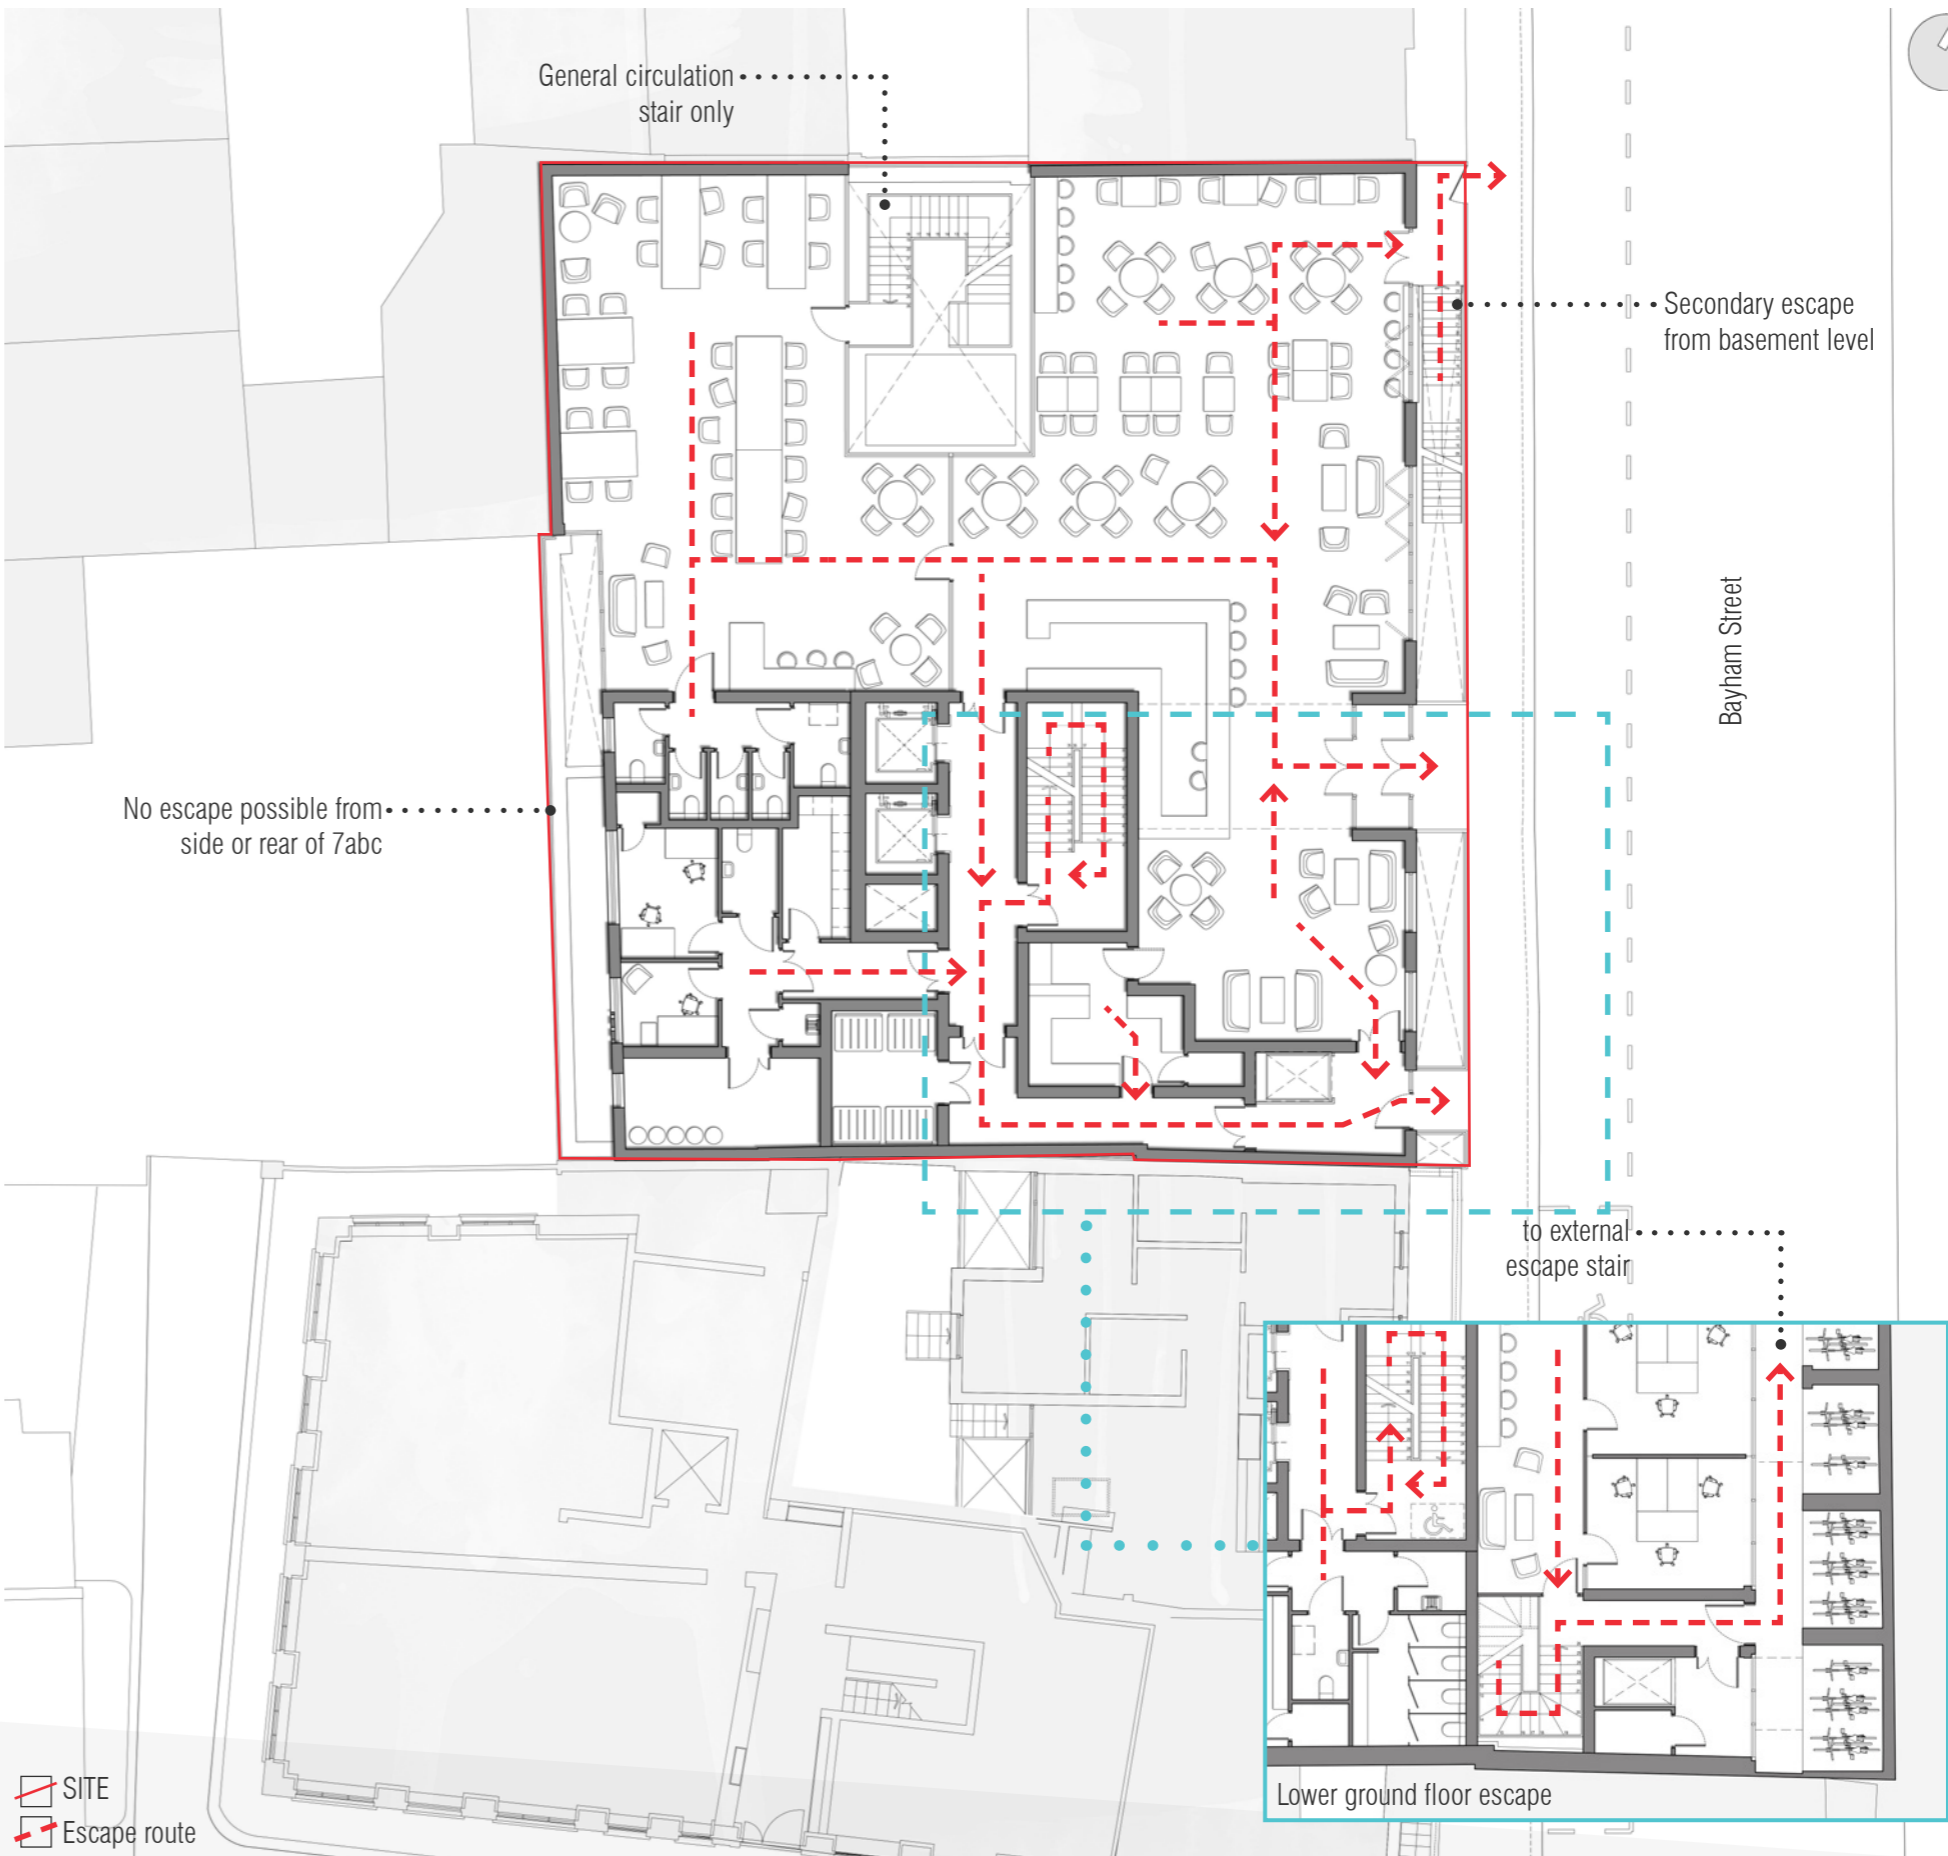 General circulation
stair only
Secondary escape
from basement level
Bayham Street
No escape possible from
side or rear of 7abc
to external
escape stair
Lower ground floor escape
SITE
Escape route